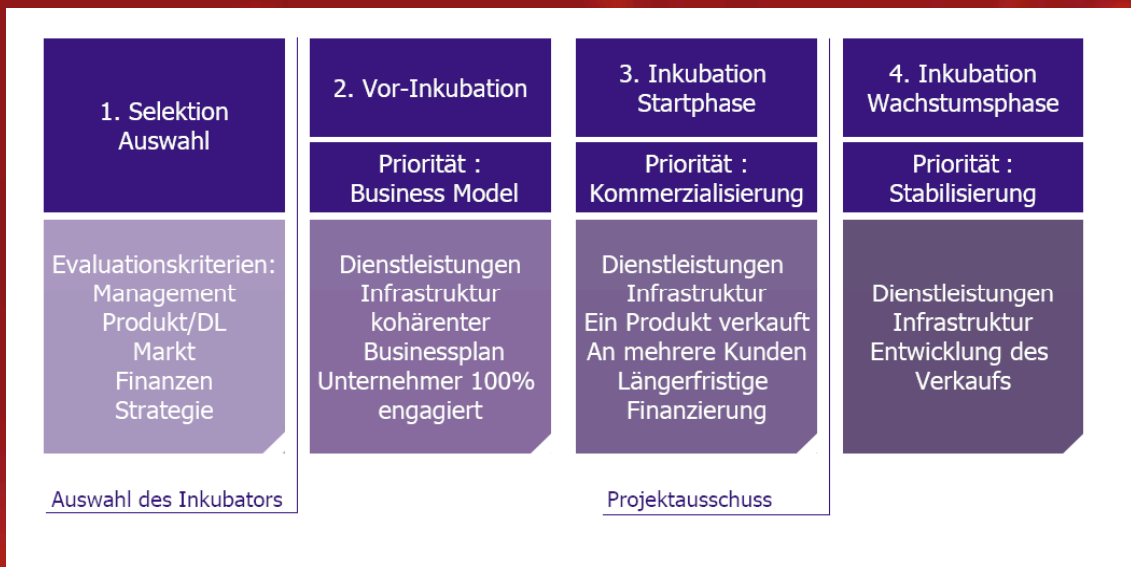 1. Selektion
Auswahl
Evaluationskriterien:
Management
Produkt/DL
Markt
Finanzen
Strategie
2. Vor-Inkubation
Priorität :
Business Model
Dienstleistungen
Infrastruktur
kohärenter
Businessplan
Unternehmer 100%
engagiert
3. Inkubation
Startphase
Priorität :
Kommerzialisierung
Dienstleistungen
Infrastruktur
Ein Produkt verkauft
An mehrere Kunden
Längerfristige
Finanzierung
4. Inkubation
Wachstumsphase
Priorität :
Stabilisierung
Dienstleistungen
Infrastruktur
Entwicklung des
Verkaufs
Auswahl des Inkubators
Projektausschuss